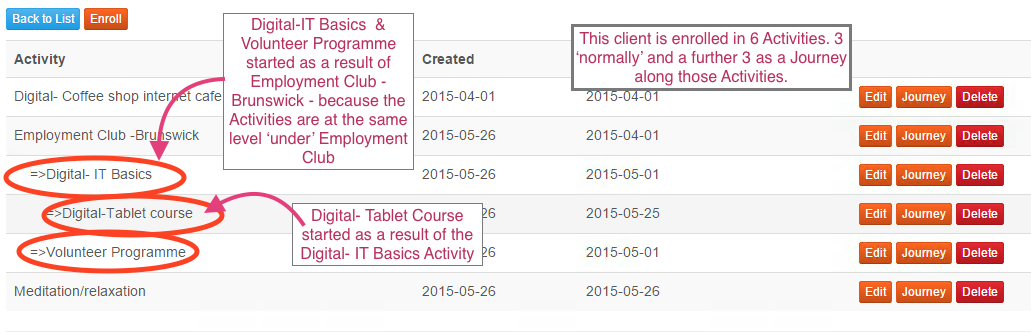 Back to List Enroll
Digital-IT Basics &
Volunteer Programme
started as a result of
Employment Club -
Brunswick - because the
Activities are at the same
level ‘under’ Employment
Club
This client is enrolled in 6 Activities. 3
‘normally’ and a further 3 as a Journey
along those Activities.
Activity Created
Digital- Coffee shop internet cafe 2015-04-01 2015-04-01 Edit Journey Delete
Employment Club -Brunswick 2015-05-26 2015-04-01 Edit Journey Delete
=>Digital- IT Basics 2015-05-26 2015-05-01 Edit Journey Delete
=>Digital-Tablet course 26 2015-05-25 Edit Journey Delete
Digital- Tablet Course
started as a result of the
Digital- IT Basics Activity
=>Volunteer Programme 26 2015-05-01 Edit Journey Delete
Meditation/relaxation 2015-05-26 2015-05-26 Edit Journey Delete